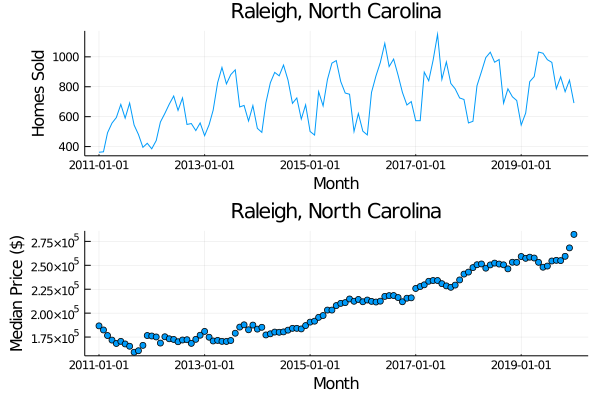 Raleigh, North Carolina
Homes Sold
1000
800
600
400
2011-01-01 2013-01-01 2015-01-01 2017-01-01 2019-01-01
Month
Raleigh, North Carolina
Median Price ($)
2.75×10⁵
2.50×10⁵
2.25×10⁵
2.00×10⁵
1.75×10⁵
2011-01-01 2013-01-01 2015-01-01 2017-01-01 2019-01-01
Month